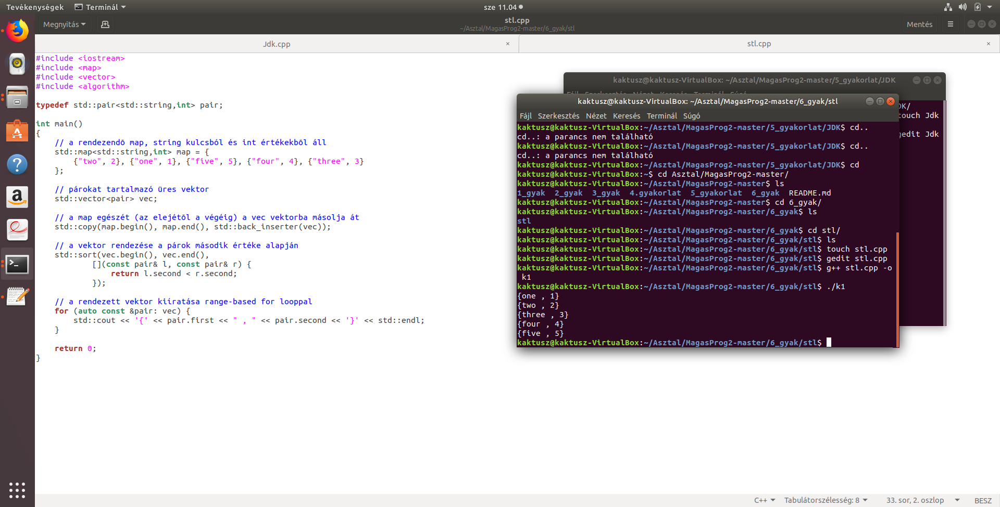 Tevékenységek Terminál sze 11.04
Megnyitás stl.cpp Mentés
~/Asztal/MagasProg2-master/6_gyak/stl
Jdk.cpp × stl.cpp ×
#include <iostream>
#include <map>
#include <vector>
#include <algorithm>
typedef std::pair<std::string,int> pair;
int main()
{
    // a rendezendõ map, string kulcsból és int értékekbõl áll
    std::map<std::string,int> map = {
        {"two", 2}, {"one", 1}, {"five", 5}, {"four", 4}, {"three", 3}
    };
    // párokat tartalmazó üres vektor
    std::vector<pair> vec;
    // a map egészét (az elejétõl a végéig) a vec vektorba másolja át
    std::copy(map.begin(), map.end(), std::back_inserter(vec));
    // a vektor rendezése a párok második értéke alapján
    std::sort(vec.begin(), vec.end(),
            [](const pair& l, const pair& r) {
                return l.second < r.second;
            });
    // a rendezett vektor kiíratása range-based for looppal
    for (auto const &pair: vec) {
        std::cout << '{' << pair.first << " , " << pair.second << '}' << std::endl;
    }
    return 0;
}
kaktusz@kaktusz-VirtualBox: ~/Asztal/MagasProg2-master/5_gyakorlat/JDK
DK/
touch Jdk
gedit Jdk
kaktusz@kaktusz-VirtualBox: ~/Asztal/MagasProg2-master/6_gyak/stl
Fájl Szerkesztés Nézet Keresés Terminál Súgó
kaktusz@kaktusz-VirtualBox:~/Asztal/MagasProg2-master/5_gyakorlat/JDK$ cd..
cd..: a parancs nem található
kaktusz@kaktusz-VirtualBox:~/Asztal/MagasProg2-master/5_gyakorlat/JDK$ cd..
cd..: a parancs nem található
kaktusz@kaktusz-VirtualBox:~/Asztal/MagasProg2-master/5_gyakorlat/JDK$ cd
kaktusz@kaktusz-VirtualBox:~$ cd Asztal/MagasProg2-master/
kaktusz@kaktusz-VirtualBox:~/Asztal/MagasProg2-master$ ls
1_gyak 2_gyak 3_gyak 4.gyakorlat 5_gyakorlat 6_gyak README.md
kaktusz@kaktusz-VirtualBox:~/Asztal/MagasProg2-master$ cd 6_gyak/
kaktusz@kaktusz-VirtualBox:~/Asztal/MagasProg2-master/6_gyak$ ls
stl
kaktusz@kaktusz-VirtualBox:~/Asztal/MagasProg2-master/6_gyak$ cd stl/
kaktusz@kaktusz-VirtualBox:~/Asztal/MagasProg2-master/6_gyak/stl$ ls
kaktusz@kaktusz-VirtualBox:~/Asztal/MagasProg2-master/6_gyak/stl$ touch stl.cpp
kaktusz@kaktusz-VirtualBox:~/Asztal/MagasProg2-master/6_gyak/stl$ gedit stl.cpp
kaktusz@kaktusz-VirtualBox:~/Asztal/MagasProg2-master/6_gyak/stl$ g++ stl.cpp -o
 k1
kaktusz@kaktusz-VirtualBox:~/Asztal/MagasProg2-master/6_gyak/stl$ ./k1
{one , 1}
{two , 2}
{three , 3}
{four , 4}
{five , 5}
kaktusz@kaktusz-VirtualBox:~/Asztal/MagasProg2-master/6_gyak/stl$
C++ Tabulátorszélesség: 8 33. sor, 2. oszlop BESZ